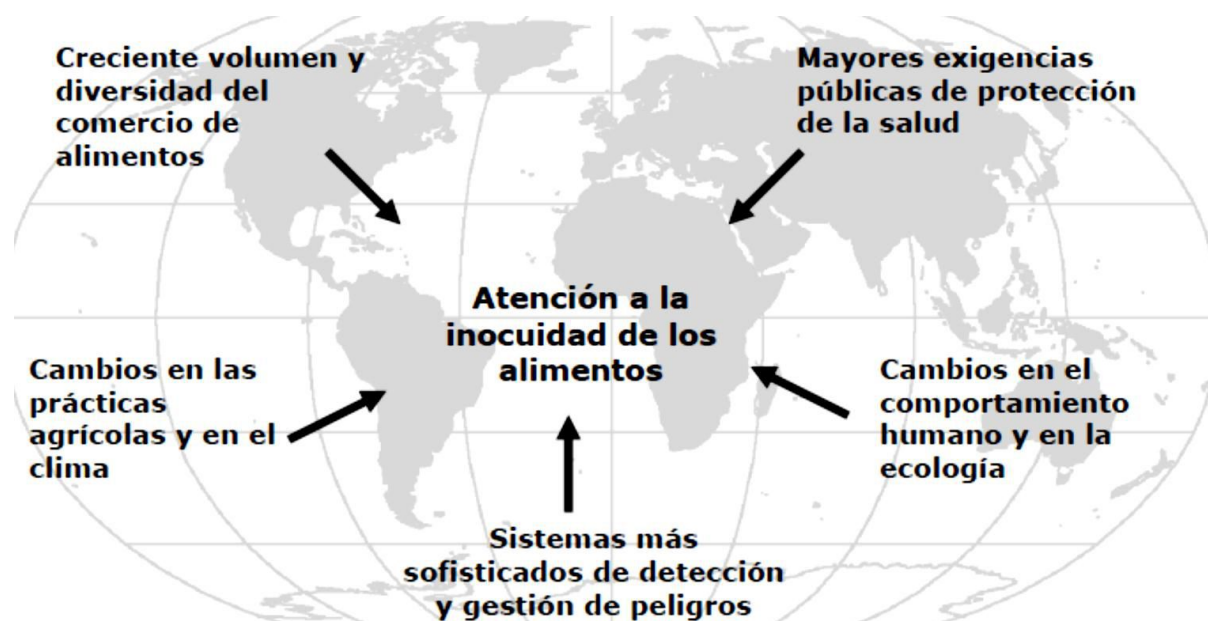 Creciente volumen y
diversidad del
comercio de
alimentos
Mayores exigencias
públicas de protección
de la salud
Atención a la
inocuidad de los
alimentos
Cambios en las
prácticas
agrícolas y en el
clima
Cambios en el
comportamiento
humano y en la
ecología
Sistemas más
sofisticados de detección
y gestión de peligros